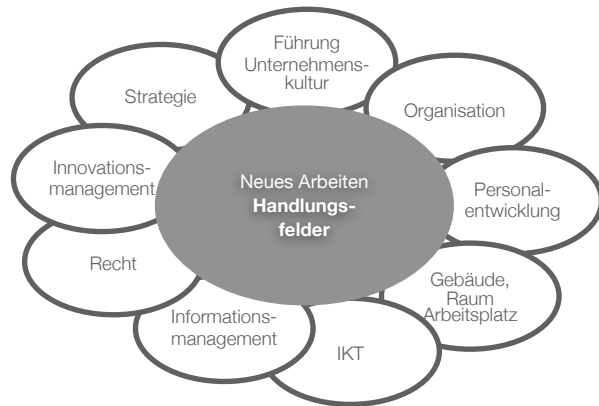 Führung
Unternehmens-
kultur
Strategie
Organisation
Innovations-
management
Neues Arbeiten
Handlungs-
felder
Personal-
entwicklung
Recht
Gebäude,
Raum
Arbeitsplatz
Informations-
management
IKT